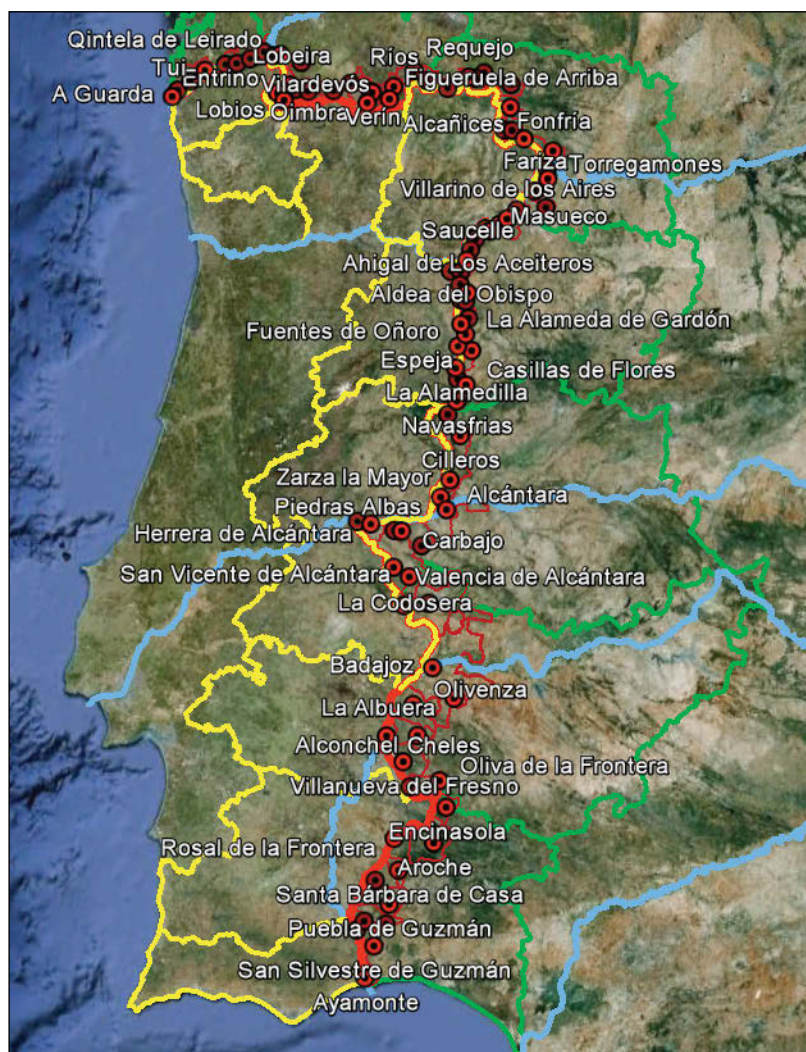 Qintela de Leirado
Lobeira
Rios
Requejo
Tui
Entrino
Vilardevós
Figueruela de Arriba
A Guarda
Lobios
Oimbra
Verín
Alcañices
Fonfría
Fariza
Torregamones
Villarino de los Aires
Masueco
Saucelle
Ahigal de Los Aceiteros
Aldea del Obispo
La Alameda de Gardón
Fuentes de Oñoro
Espeja
Casillas de Flores
La Alamedilla
Navasfrias
Cilleros
Zarza la Mayor
Alcántara
Piedras Albas
Herrera de Alcántara
Carbajo
San Vicente de Alcántara
Valencia de Alcántara
La Codosera
Badajoz
Olivenza
La Albuera
Alconchel
Cheles
Oliva de la Frontera
Villanueva del Fresno
Encinasola
Rosal de la Frontera
Aroche
Santa Bárbara de Casa
Puebla de Guzmán
San Silvestre de Guzmán
Ayamonte